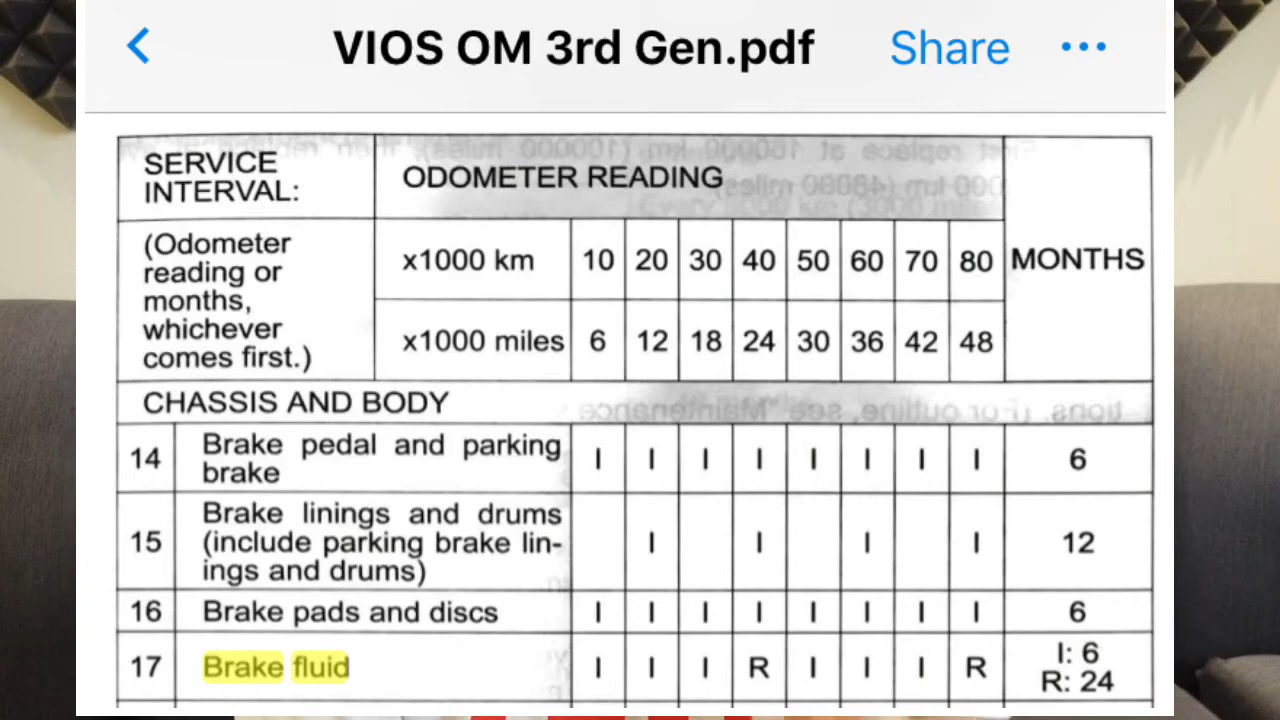 VIOS OM 3rd Gen.pdf Share
SERVICE
INTERVAL:
ODOMETER READING
(Odometer
reading or
months,
whichever
comes first.)
x1000 km 10 20 30 40 50 60 70 80 MONTHS
x1000 miles 6 12 18 24 30 36 42 48
CHASSIS AND BODY
14 Brake pedal and parking
brake
I I I I I I I I 6
15 Brake linings and drums
(include parking brake lin-
ings and drums)
I I I I 12
16 Brake pads and discs I I I I I I I I 6
17 Brake fluid I I I R I I I R I: 6
R: 24